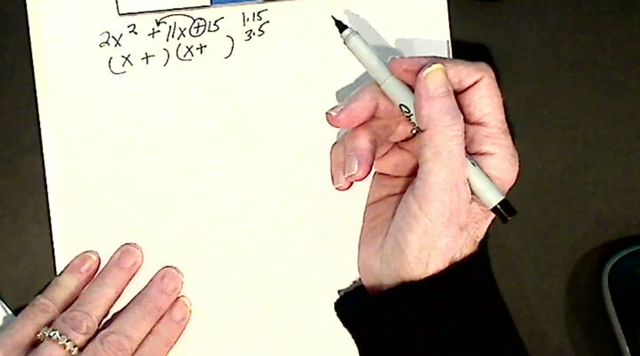 2x² + 11x + 15
1·15
3·5
(x + ) (x + )